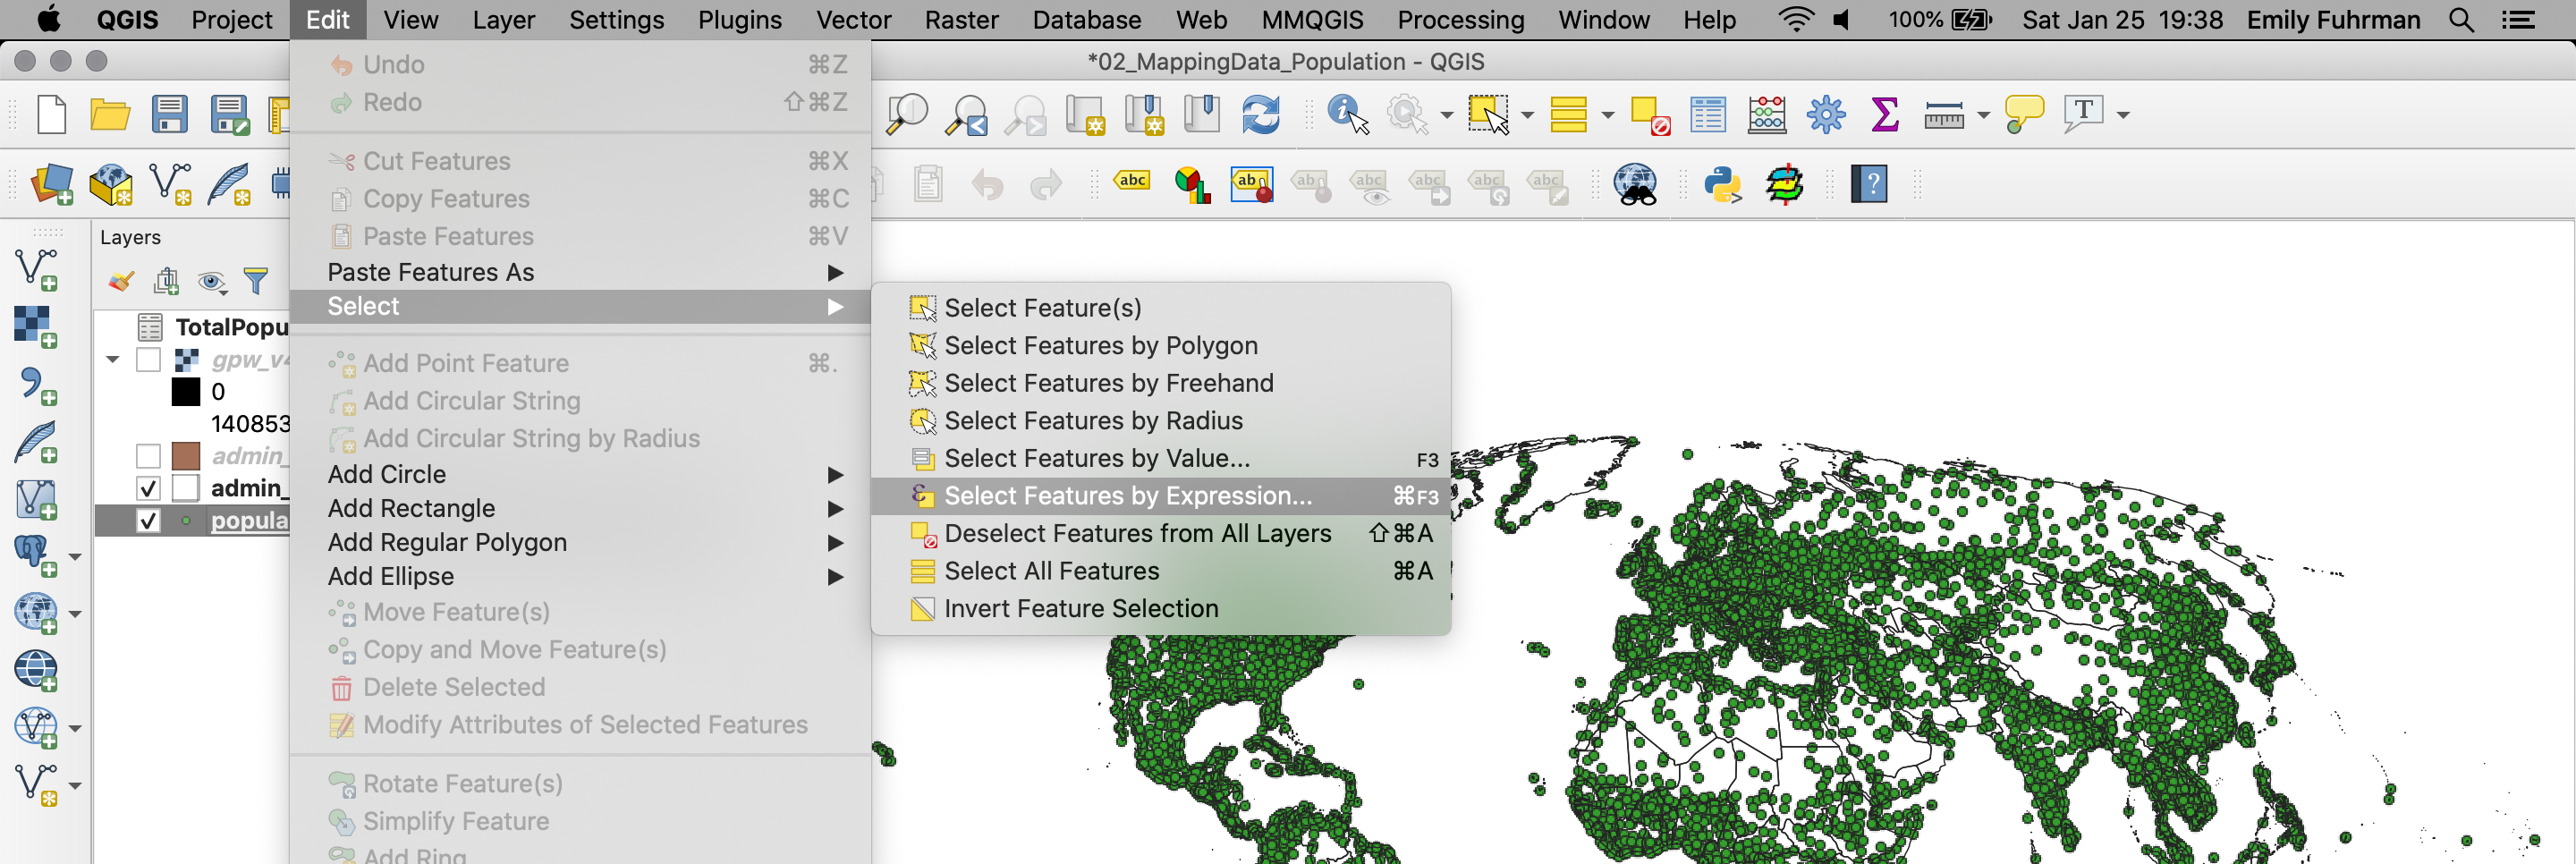 QGIS Project Edit View Layer Settings Plugins Vector Raster Database Web MMQGIS Processing Window Help 100% Sat Jan 25 19:38 Emily Fuhrman
*02_MappingData_Population - QGIS
Undo ⌘Z
Redo ⇧⌘Z
Cut Features ⌘X
Copy Features ⌘C
Paste Features ⌘V
Paste Features As
Select
Add Point Feature ⌘.
Add Circular String
Add Circular String by Radius
Add Circle
Add Rectangle
Add Regular Polygon
Add Ellipse
Move Feature(s)
Copy and Move Feature(s)
Delete Selected
Modify Attributes of Selected Features
Rotate Feature(s)
Simplify Feature
Add Ring
Select Feature(s)
Select Features by Polygon
Select Features by Freehand
Select Features by Radius
Select Features by Value... F3
Select Features by Expression... ⌘F3
Deselect Features from All Layers ⇧⌘A
Select All Features ⌘A
Invert Feature Selection
abc ab ab abc abc abc abc
T
?
Layers
TotalPopu
gpw_v4
0
140853
admin_
admin_
popula